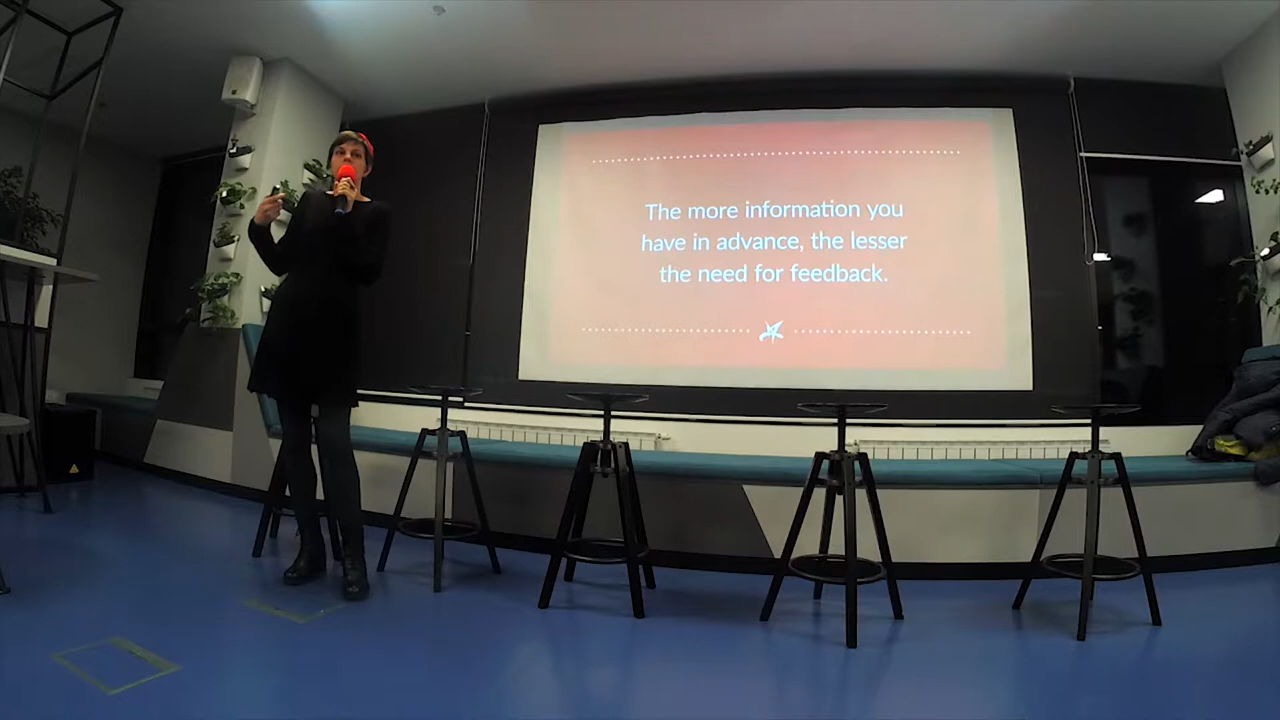 The more information you
have in advance, the lesser
the need for feedback.